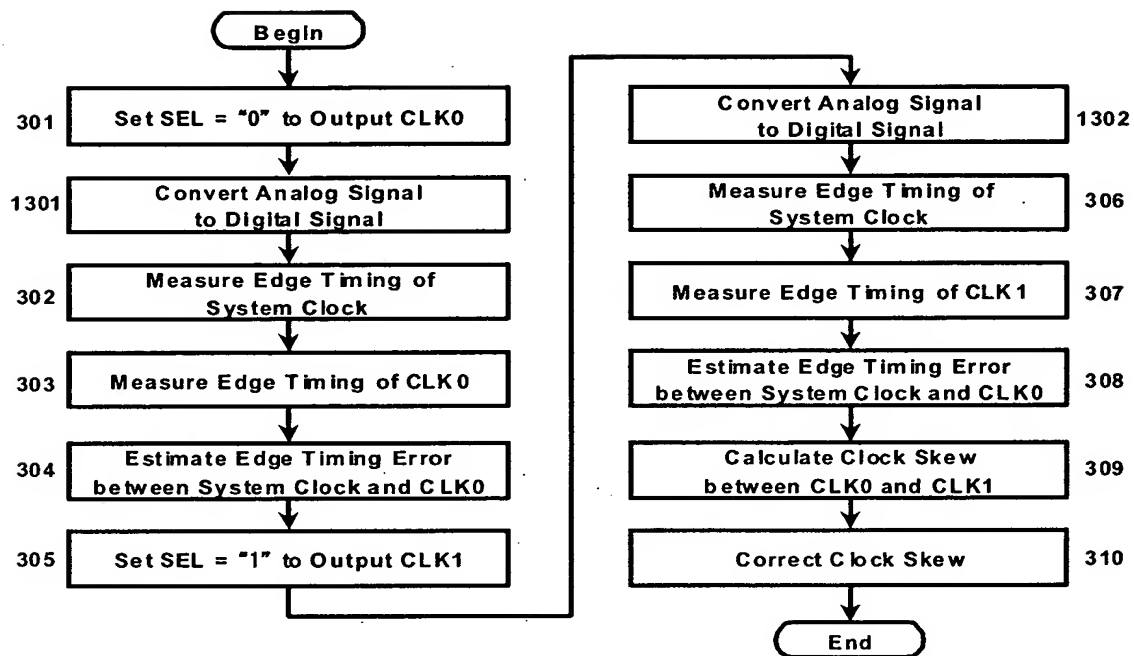 Begin
301
Set SEL = "0" to Output CLK0
1301
Convert Analog Signal
to Digital Signal
302
Measure Edge Timing of
System Clock
303
Measure Edge Timing of CLK0
304
Estimate Edge Timing Error
between System Clock and CLK0
305
Set SEL = "1" to Output CLK1
Convert Analog Signal
to Digital Signal
1302
Measure Edge Timing of
System Clock
306
Measure Edge Timing of CLK1
307
Estimate Edge Timing Error
between System Clock and CLK0
308
Calculate Clock Skew
between CLK0 and CLK1
309
Correct Clock Skew
310
End